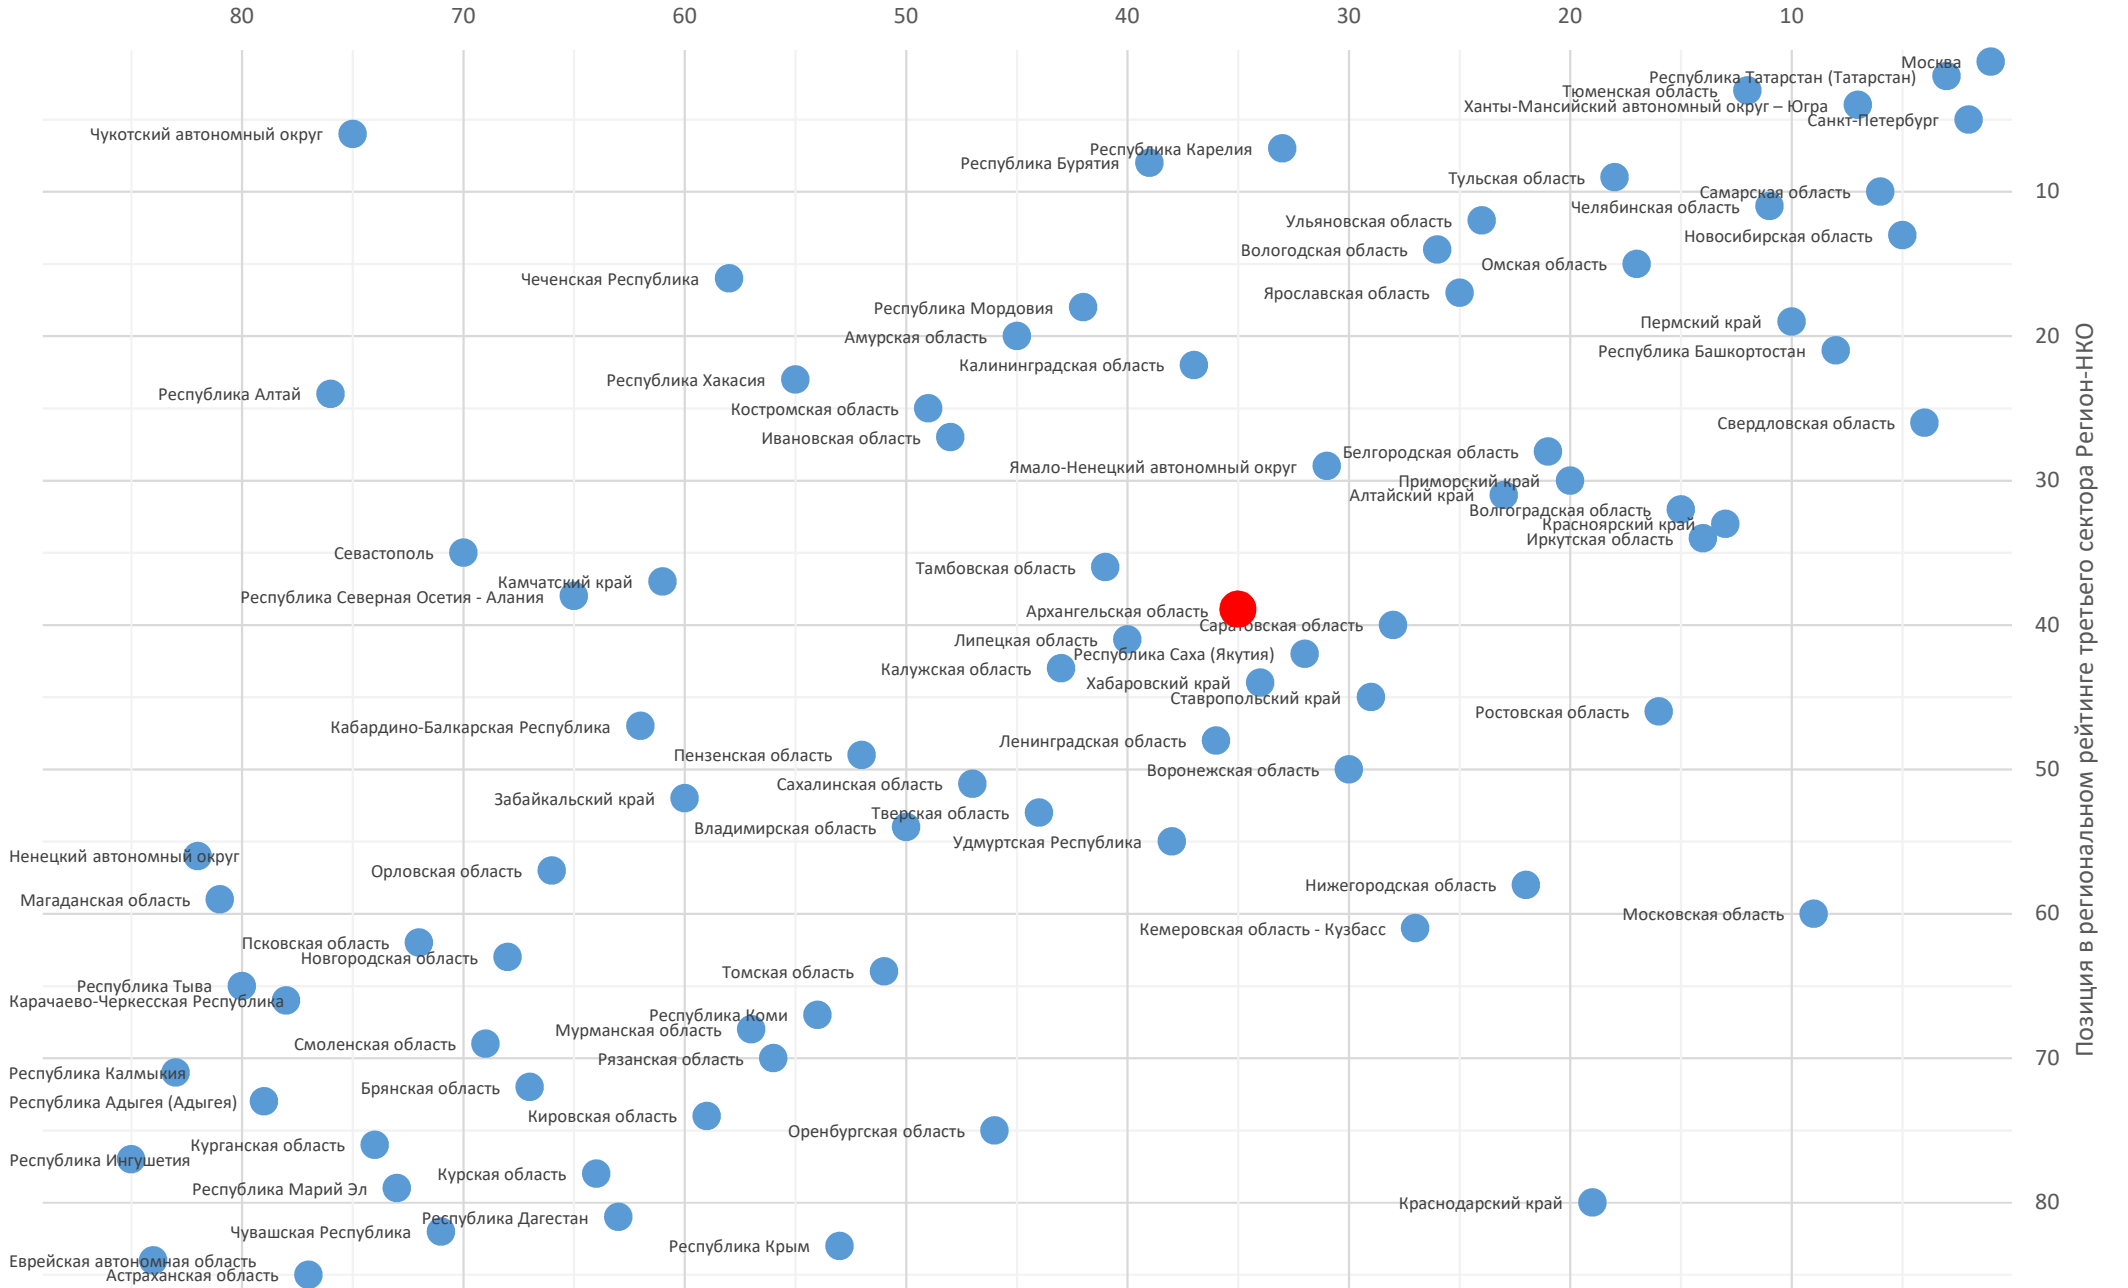 80 70 60 50 40 30 20 10
Москва
Республика Татарстан (Татарстан)
Тюменская область
Ханты-Мансийский автономный округ – Югра
Санкт-Петербург
Чукотский автономный округ
Республика Карелия
Республика Бурятия
Тульская область
Самарская область
10
Челябинская область
Ульяновская область
Новосибирская область
Вологодская область
Омская область
Чеченская Республика
Ярославская область
Республика Мордовия
Пермский край
Амурская область
20
Республика Башкортостан
Калининградская область
Республика Хакасия
Республика Алтай
Костромская область
Свердловская область
Ивановская область
Белгородская область
Ямало-Ненецкий автономный округ
Приморский край
30
Алтайский край
Волгоградская область
Красноярский край
Иркутская область
Севастополь
Тамбовская область
Камчатский край
Республика Северная Осетия - Алания
Архангельская область
Саратовская область
40
Липецкая область
Республика Саха (Якутия)
Калужская область
Хабаровский край
Ставропольский край
Ростовская область
Кабардино-Балкарская Республика
Ленинградская область
Пензенская область
Воронежская область
50
Сахалинская область
Забайкальский край
Тверская область
Владимирская область
Удмуртская Республика
Ненецкий автономный округ
Орловская область
Нижегородская область
Магаданская область
Московская область
60
Кемеровская область - Кузбасс
Псковская область
Новгородская область
Томская область
Республика Тыва
Карачаево-Черкесская Республика
Республика Коми
Мурманская область
Смоленская область
Рязанская область
70
Республика Калмыкия
Брянская область
Республика Адыгея (Адыгея)
Кировская область
Оренбургская область
Курганская область
Республика Ингушетия
Курская область
Республика Марий Эл
Краснодарский край
80
Республика Дагестан
Чувашская Республика
Республика Крым
Еврейская автономная область
Астраханская область
Позиция в региональном рейтинге третьего сектора Регион-НКО